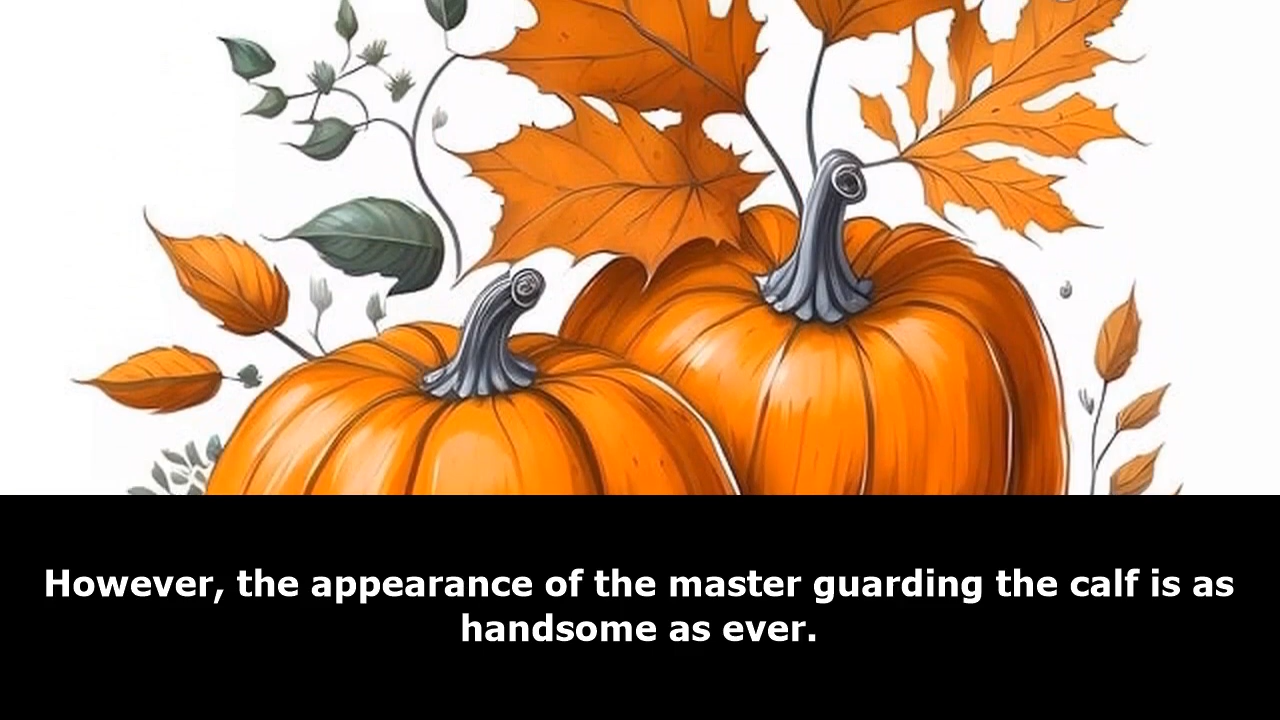 However, the appearance of the master guarding the calf is as
handsome as ever.